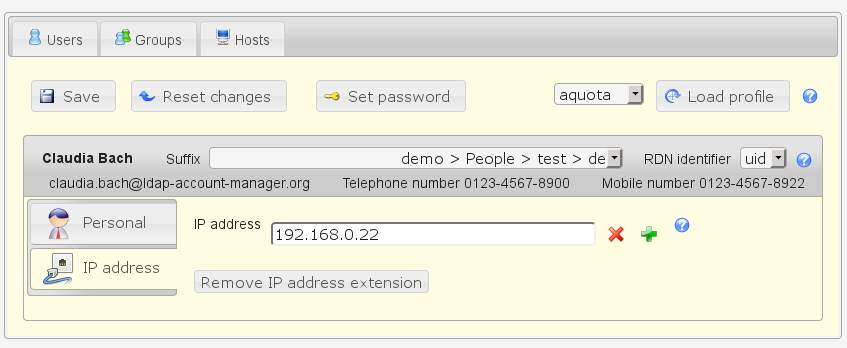 Users Groups Hosts
Save Reset changes Set password aquota Load profile
Claudia Bach Suffix demo > People > test > de RDN identifier uid
claudia.bach@ldap-account-manager.org Telephone number 0123-4567-8900 Mobile number 0123-4567-8922
Personal
IP address 192.168.0.22
IP address
Remove IP address extension